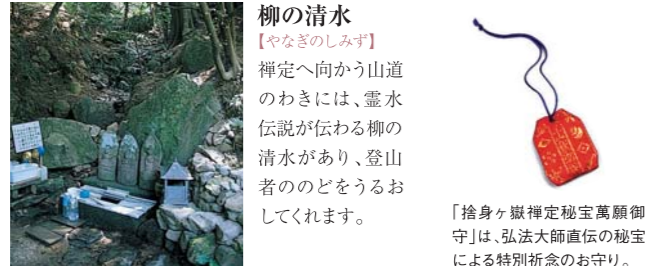 柳の清水
【やなぎのしみず】
禅定へ向かう山道
のわきには、霊水
伝説が伝わる柳の
清水があり、登山
者ののどをうるお
してくれます。
「捨身ヶ嶽禅定秘宝萬願御
守」は、弘法大師直伝の秘宝
による特別祈念のお守り。